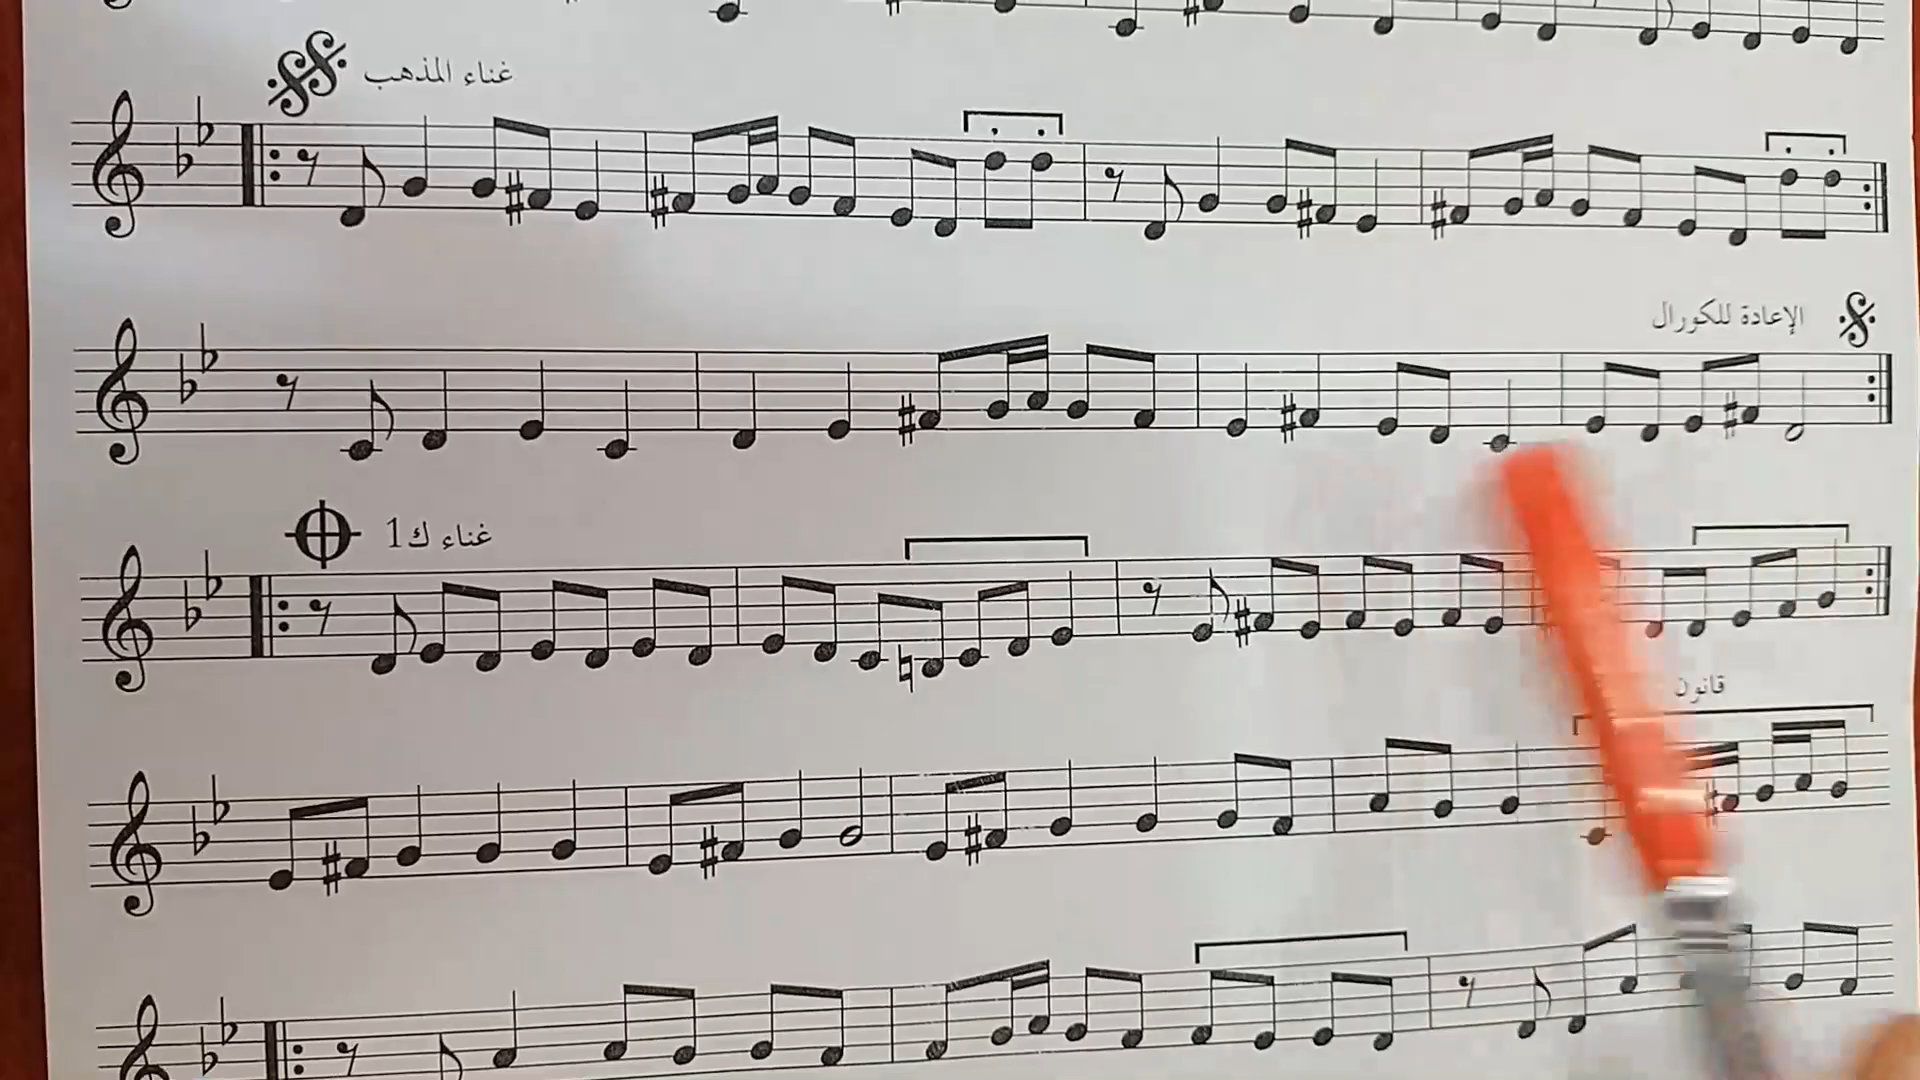 غناء المذهب
الإعادة للكورال
غناء ك1
قانون